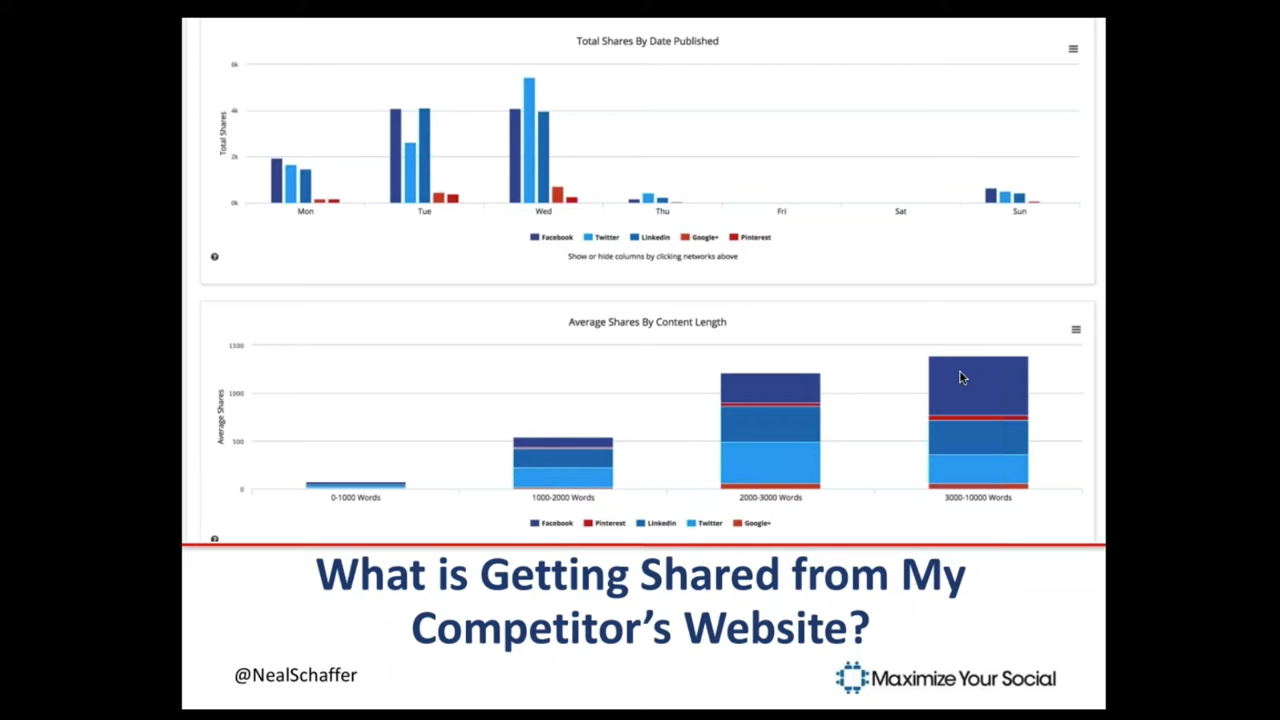 Total Shares By Date Published
6k
4k
2k
0k
Total Shares
Mon Tue Wed Thu Fri Sat Sun
Facebook Twitter Linkedin Google+ Pinterest
Show or hide columns by clicking networks above
Average Shares By Content Length
1500
1000
500
0
Average Shares
0-1000 Words 1000-2000 Words 2000-3000 Words 3000-10000 Words
Facebook Pinterest Linkedin Twitter Google+
What is Getting Shared from My
Competitor's Website?
@NealSchaffer
Maximize Your Social